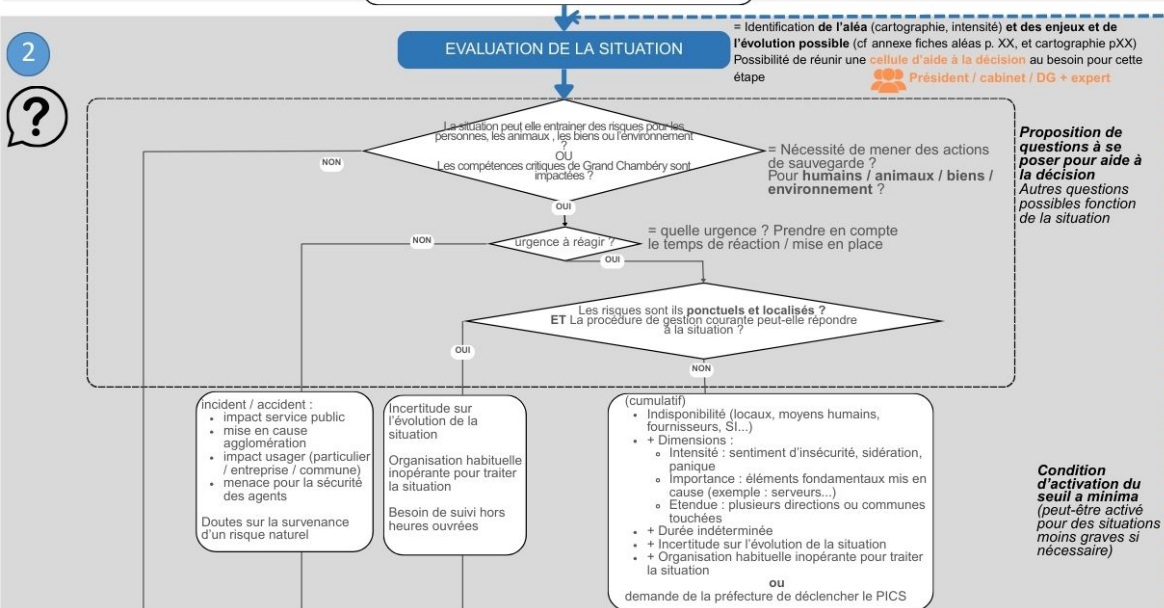 = Identification de l'aléa (cartographie, intensité) et des enjeux et de
l'évolution possible (cf annexe fiches aléas p. XX, et cartographie pXX)
Possibilité de réunir une cellule d'aide à la décision au besoin pour cette
étape
Président / cabinet / DG + expert
2
EVALUATION DE LA SITUATION
?
La situation peut elle entrainer des risques pour les
personnes, les animaux , les biens ou l'environnement
?
OU
Les compétences critiques de Grand Chambéry sont
impactées ?
NON
= Nécessité de mener des actions
de sauvegarde ?
Pour humains / animaux / biens /
environnement ?
Proposition de
questions à se
poser pour aide à
la décision
Autres questions
possibles fonction
de la situation
OUI
NON
urgence à réagir ?
= quelle urgence ? Prendre en compte
le temps de réaction / mise en place
OUI
Les risques sont ils ponctuels et localisés ?
ET La procédure de gestion courante peut-elle répondre
à la situation ?
OUI
NON
incident / accident :
• impact service public
• mise en cause
agglomération
• impact usager (particulier
/ entreprise / commune)
• menace pour la sécurité
des agents
Doutes sur la survenance
d'un risque naturel
Incertitude sur
l'évolution de la
situation
Organisation habituelle
inopérante pour traiter
la situation
Besoin de suivi hors
heures ouvrées
(cumulatif)
• Indisponibilité (locaux, moyens humains,
fournisseurs, SI...)
• + Dimensions :
◦ Intensité : sentiment d'insécurité, sidération,
panique
◦ Importance : éléments fondamentaux mis en
cause (exemple : serveurs...)
◦ Etendue : plusieurs directions ou communes
touchées
• + Durée indéterminée
• + Incertitude sur l'évolution de la situation
• + Organisation habituelle inopérante pour traiter
la situation
ou
demande de la préfecture de déclencher le PICS
Condition
d'activation du
seuil a minima
(peut-être activé
pour des situations
moins graves si
nécessaire)